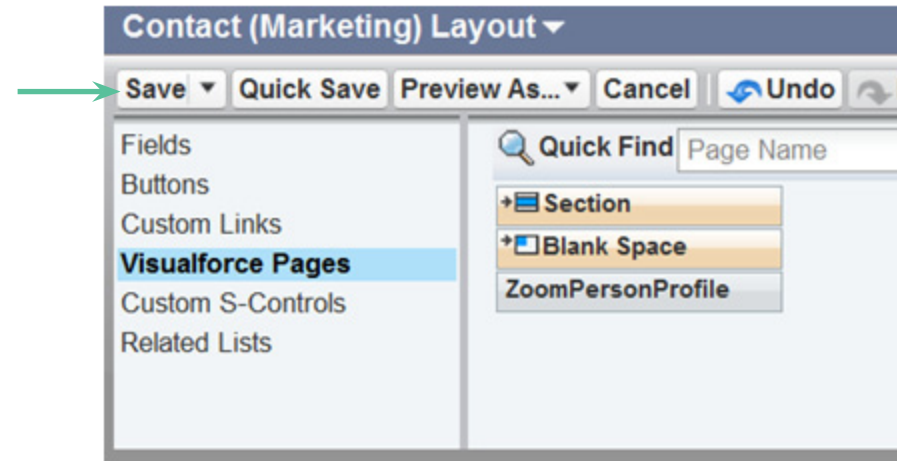 Contact (Marketing) Layout
Save Quick Save Preview As... Cancel Undo
Fields
Buttons
Custom Links
Visualforce Pages
Custom S-Controls
Related Lists
Quick Find Page Name
Section
Blank Space
ZoomPersonProfile